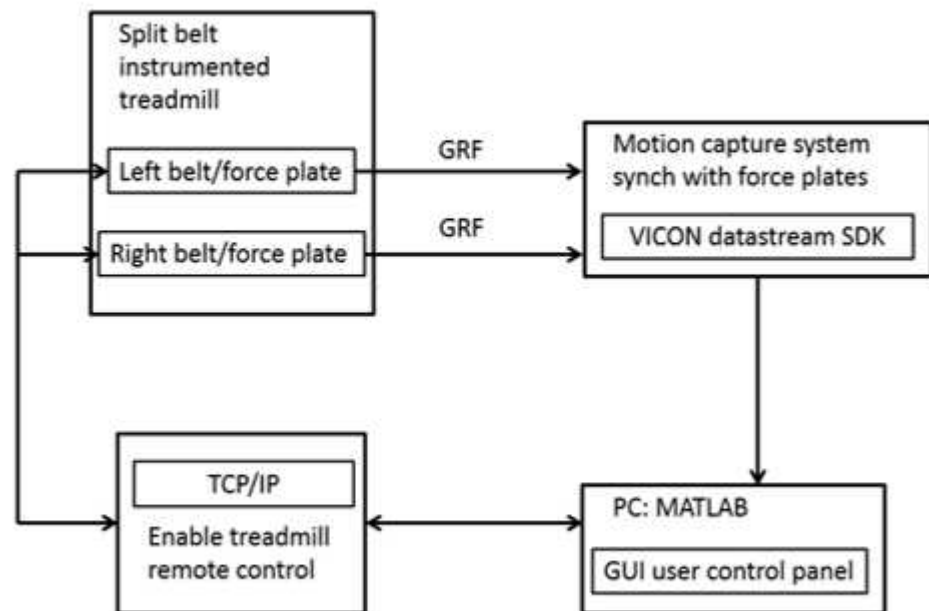 Split belt
instrumented
treadmill
Left belt/force plate
Right belt/force plate
GRF
GRF
Motion capture system
synch with force plates
VICON datastream SDK
TCP/IP
Enable treadmill
remote control
PC: MATLAB
GUI user control panel